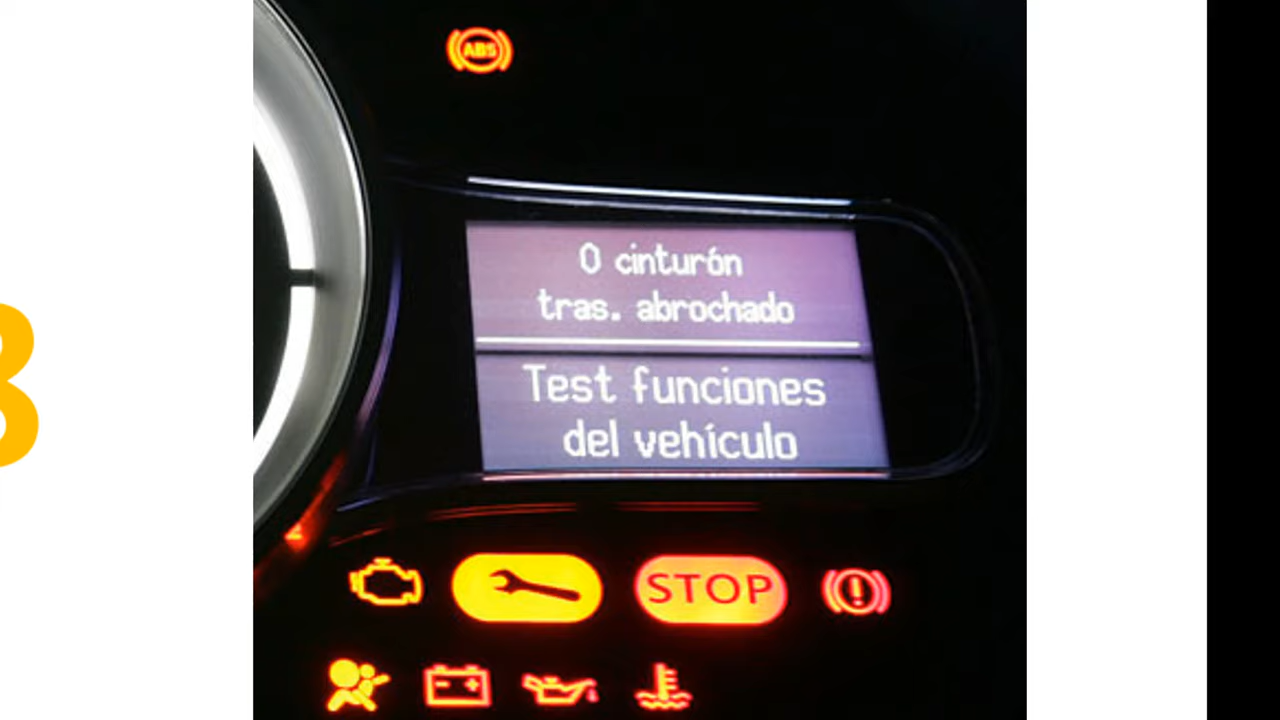 ABS
0 cinturón
tras. abrochado
Test funciones
del vehículo
STOP